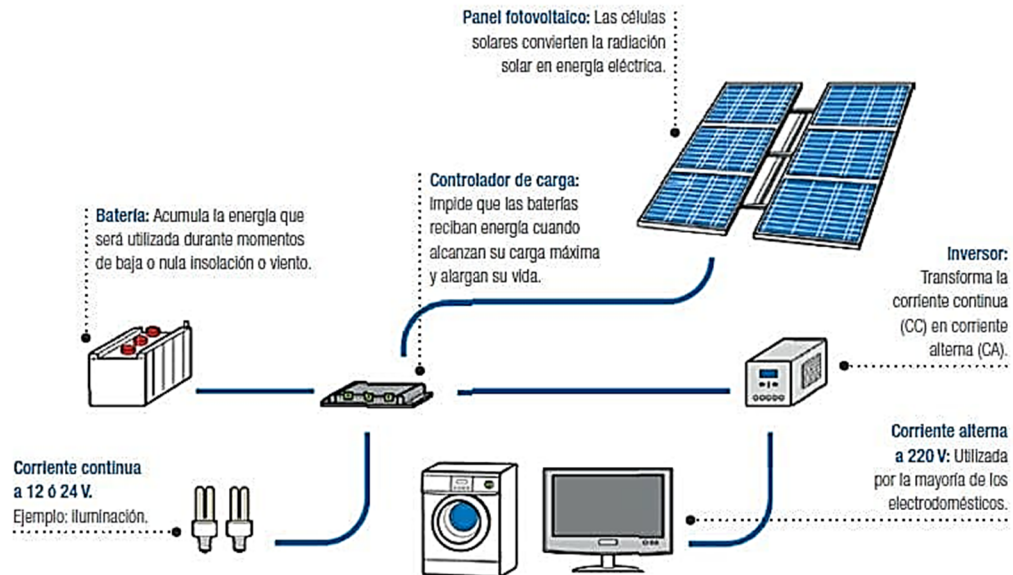 Panel fotovoltaico: Las células
solares convierten la radiación
solar en energía eléctrica.
Controlador de carga:
Impide que las baterías
reciban energía cuando
alcanzan su carga máxima
y alargan su vida.
Batería: Acumula la energía que
será utilizada durante momentos
de baja o nula insolación o viento.
Inversor:
Transforma la
corriente continua
(CC) en corriente
alterna (CA).
Corriente continua
a 12 ó 24 V.
Ejemplo: iluminación.
Corriente alterna
a 220 V: Utilizada
por la mayoría de los
electrodomésticos.